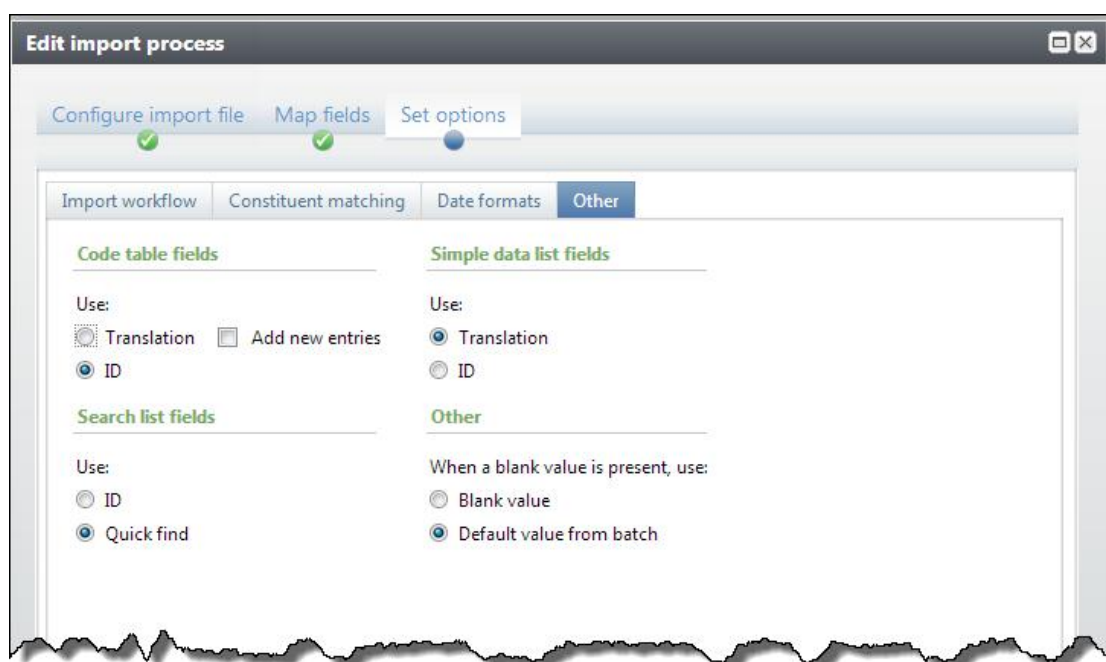 Edit import process
Configure import file Map fields Set options
Import workflow Constituent matching Date formats Other
Code table fields
Use:
Translation Add new entries
ID
Simple data list fields
Use:
Translation
ID
Search list fields
Use:
ID
Quick find
Other
When a blank value is present, use:
Blank value
Default value from batch